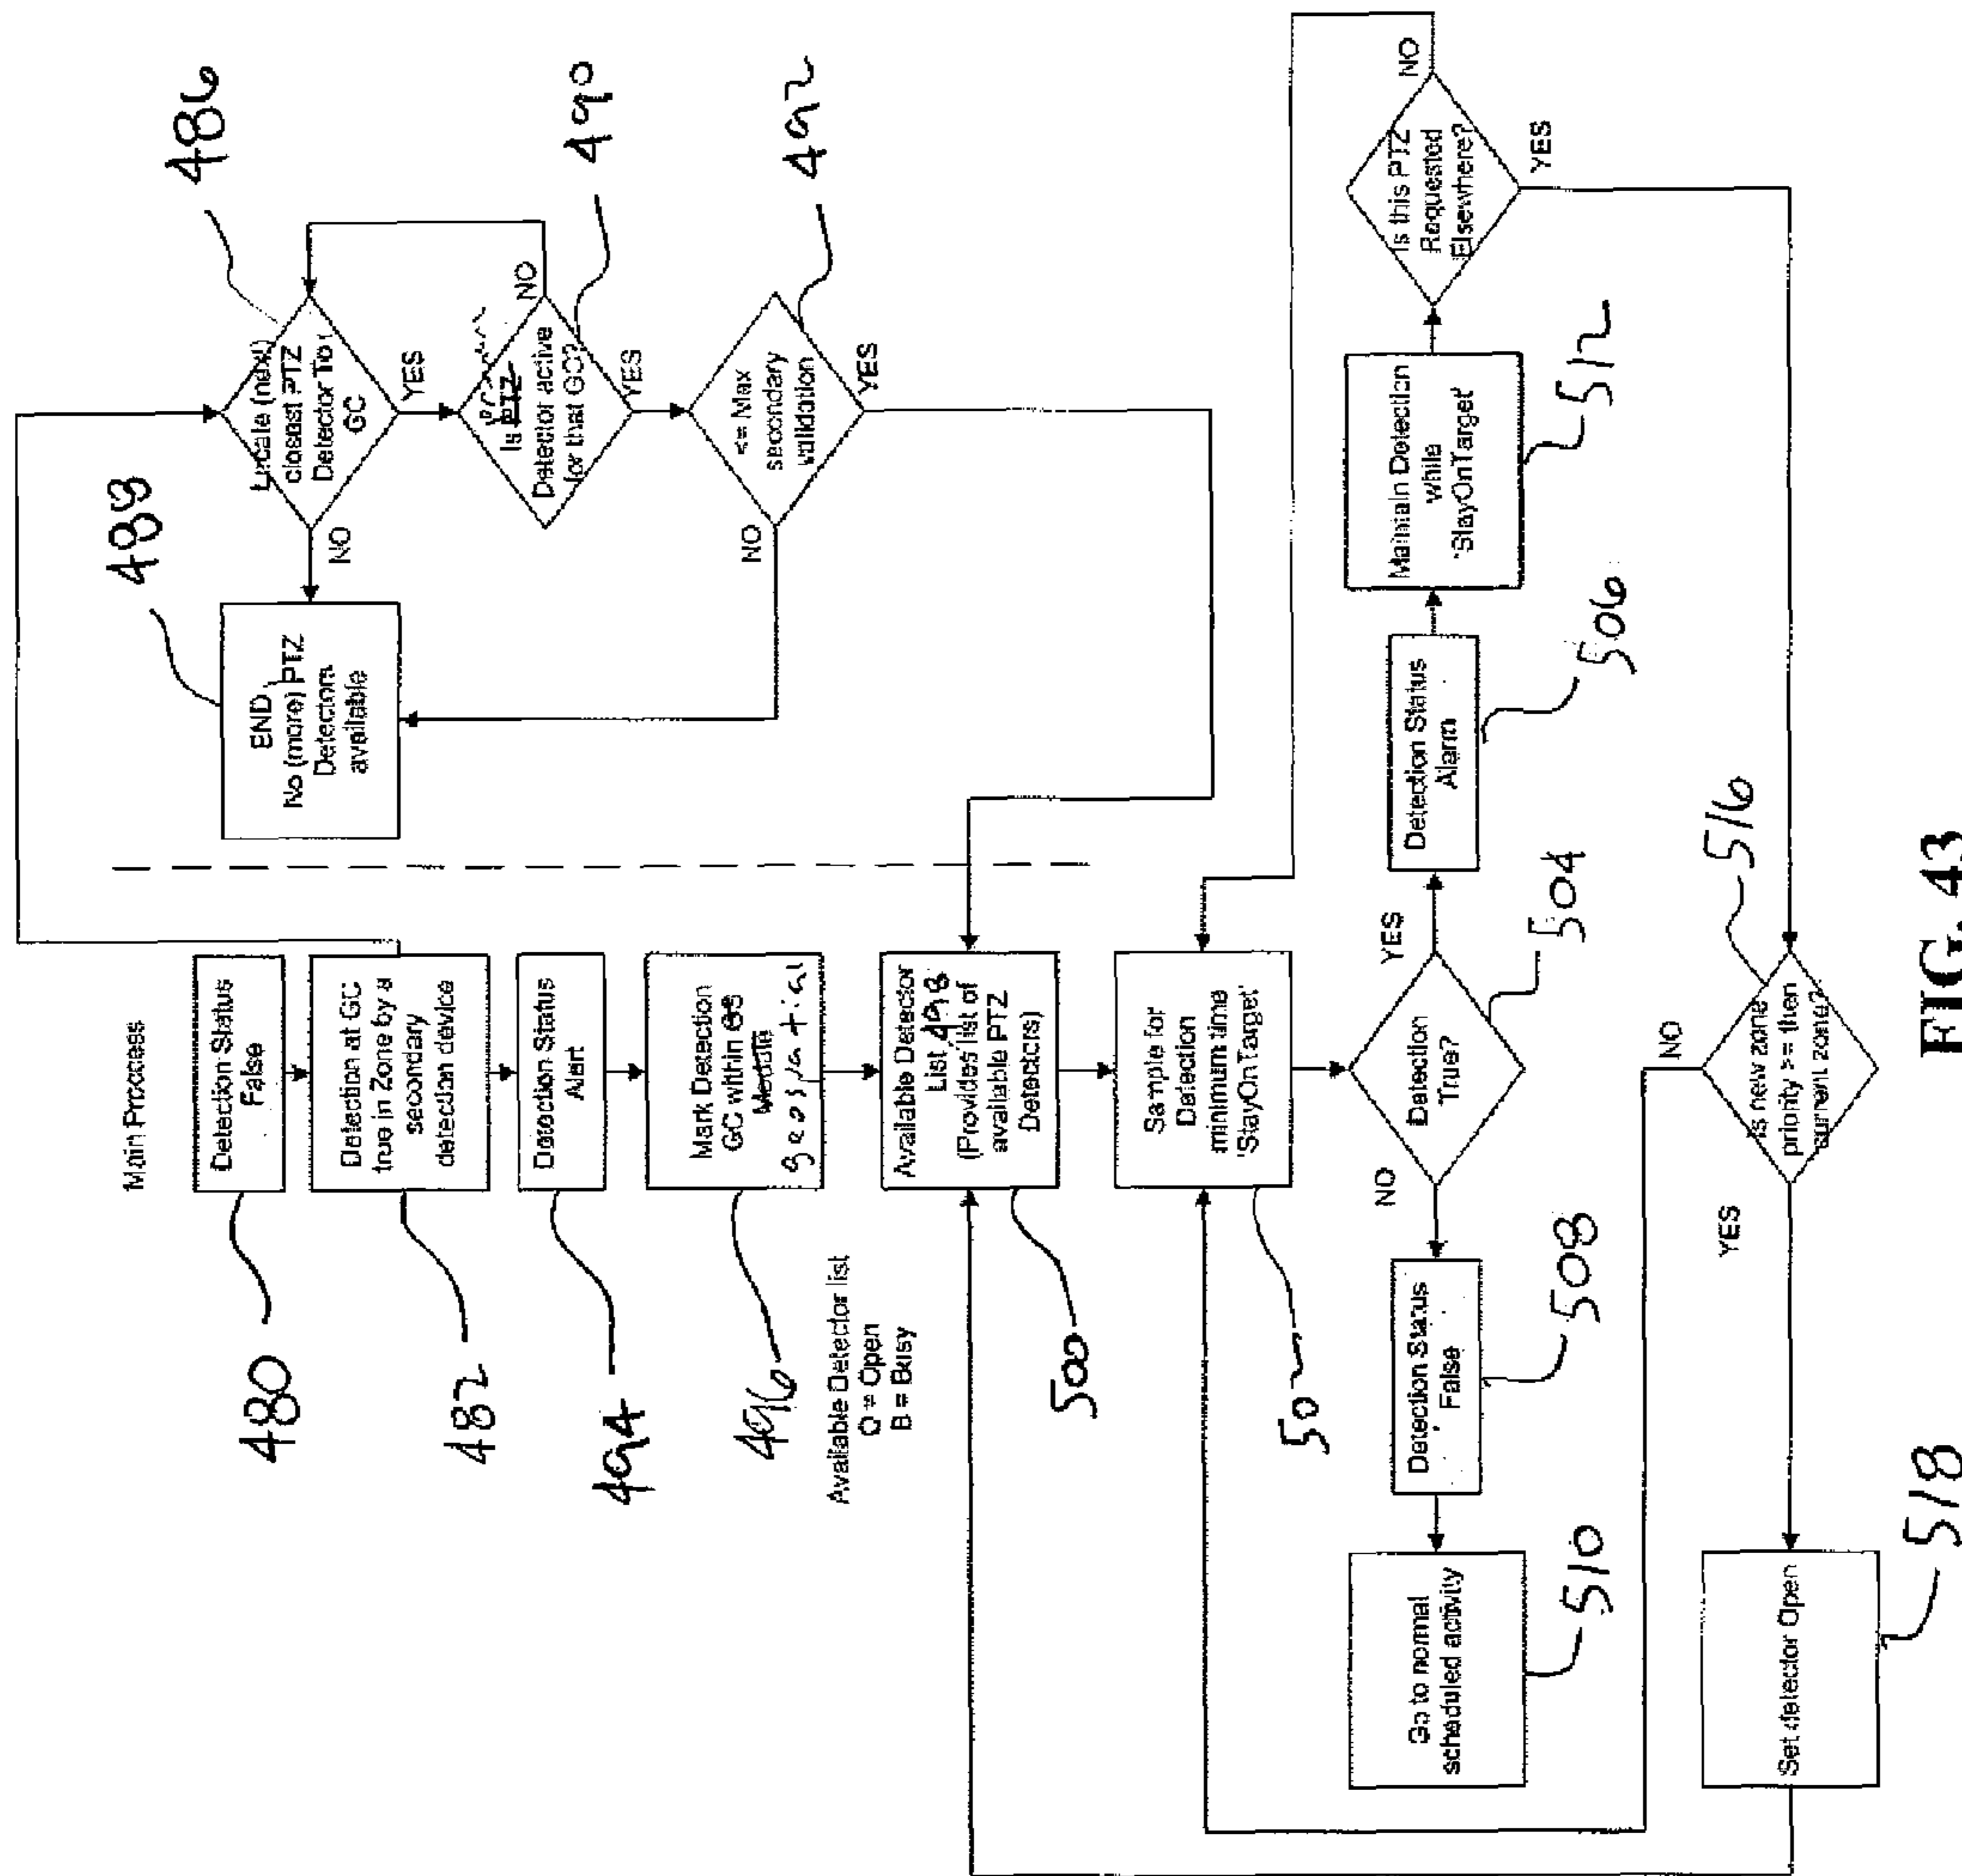 Main Process
Detection Status
False
480
Detection at GC
true in Zone by a
secondary
detection device
482
Detection Status
Alert
494
Mark Detection
GC within GS
Module
geospatial
496
Available Detector list
O = Open
B = Busy
Available Detector
List 498
(Provides list of
available PTZ
Detectors)
500
Sample for
Detection
minimum time
'StayOnTarget'
502
Detection
True?
504
NO
YES
Detection Status
False
508
Go to normal
scheduled activity
510
Detection Status
Alarm
506
Maintain Detection
while
'StayOnTarget'
512
Is this PTZ
Requested
Elsewhere?
NO
YES
Is new zone
priority >= then
current zone?
516
NO
YES
Set detector Open
518
Locate (next)
closest PTZ
Detector To
GC
486
NO
YES
END
No (more) PTZ
Detectors
available
Is PTZ
Detector active
for that GC?
490
NO
YES
<= Max
secondary
validation
492
NO
YES
FIG. 43